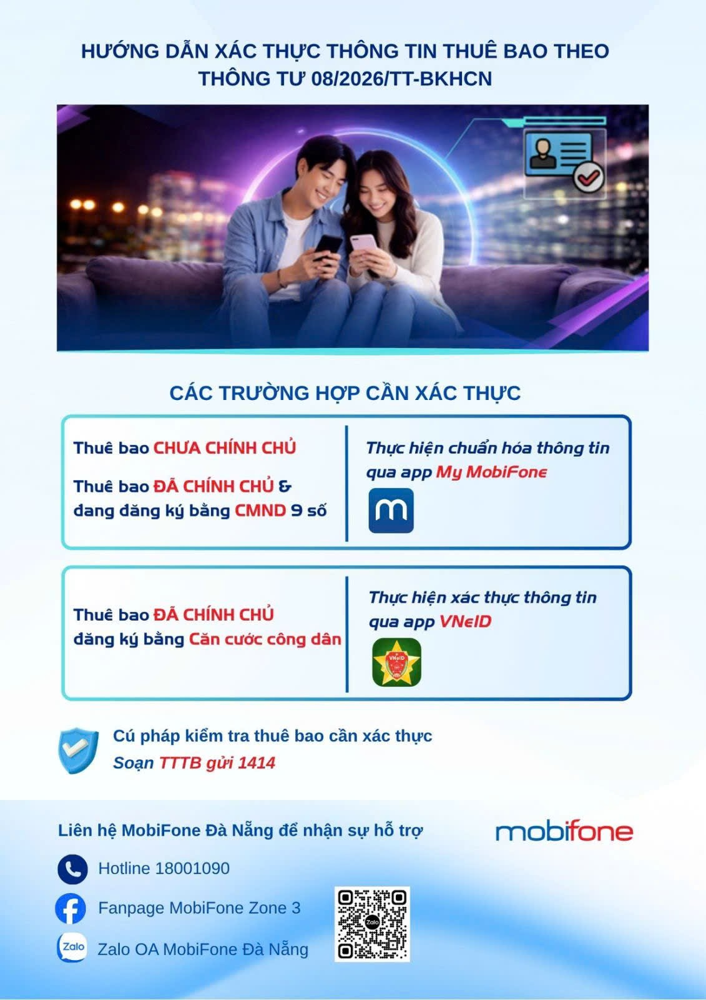 HƯỚNG DẪN XÁC THỰC THÔNG TIN THUÊ BAO THEO
THÔNG TƯ 08/2026/TT-BKHCN
CÁC TRƯỜNG HỢP CẦN XÁC THỰC
Thuê bao CHƯA CHÍNH CHỦ
Thuê bao ĐÃ CHÍNH CHỦ &
đang đăng ký bằng CMND 9 số
Thực hiện chuẩn hóa thông tin
qua app My MobiFone
m
Thuê bao ĐÃ CHÍNH CHỦ
đăng ký bằng Căn cước công dân
Thực hiện xác thực thông tin
qua app VNeID
VNeID
Cú pháp kiểm tra thuê bao cần xác thực
Soạn TTTB gửi 1414
Liên hệ MobiFone Đà Nẵng để nhận sự hỗ trợ
mobifone
Hotline 18001090
Fanpage MobiFone Zone 3
Zalo
Zalo OA MobiFone Đà Nẵng
Zalo